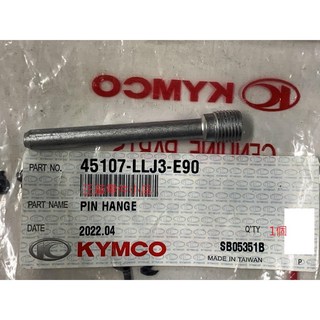 KYMCO
GENUINE PARTS
PART NO. 45107-LLJ3-E90
PART NAME PIN HANGE
2022.04 Q'TY 1個
KYMCO SB05351B
MADE IN TAIWAN
P